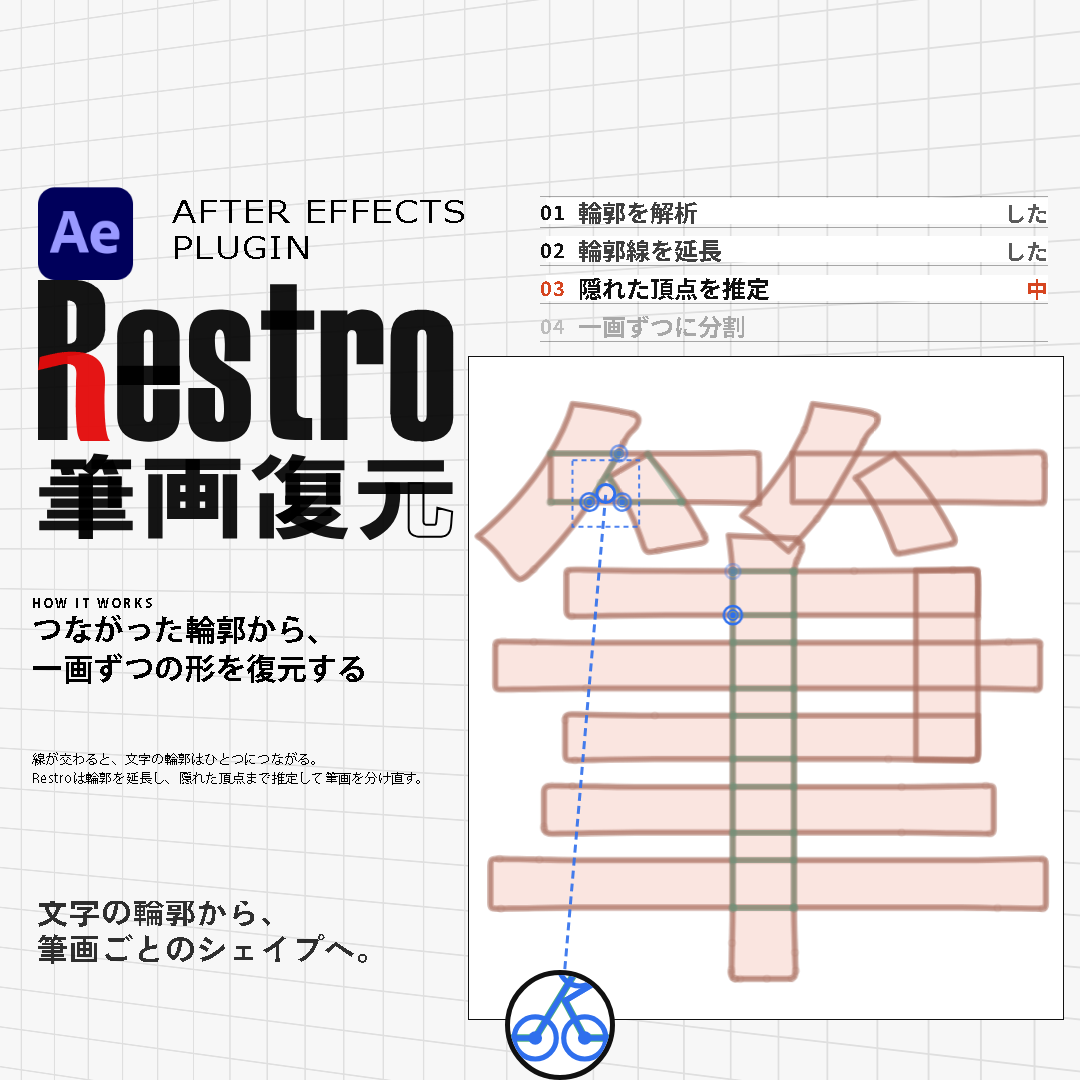 Ae
AFTER EFFECTS
PLUGIN
Restro
筆画復元
HOW IT WORKS
つながった輪郭から、
一画ずつの形を復元する
線が交わると、文字の輪郭はひとつにつながる。
Restroは輪郭を延長し、隠れた頂点まで推定して筆画を分け直す。
文字の輪郭から、
筆画ごとのシェイプへ。
01 輪郭を解析 した
02 輪郭線を延長 した
03 隠れた頂点を推定 中
04 一画ずつに分割
筆